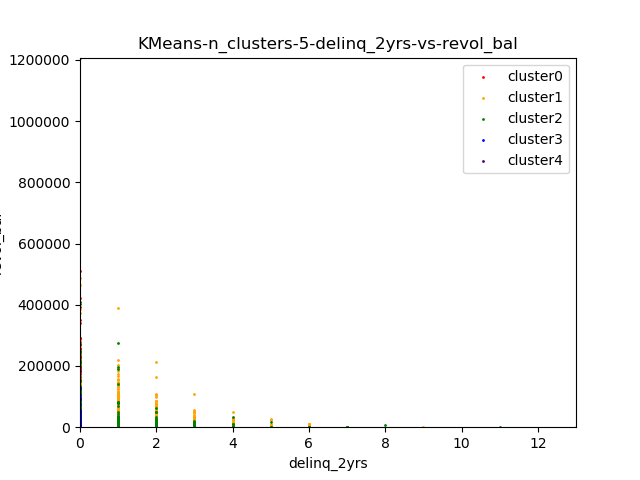 KMeans-n_clusters-5-delinq_2yrs-vs-revol_bal
1200000
1000000
800000
600000
400000
200000
0
cluster0
cluster1
cluster2
cluster3
cluster4
0 2 4 6 8 10 12
delinq_2yrs